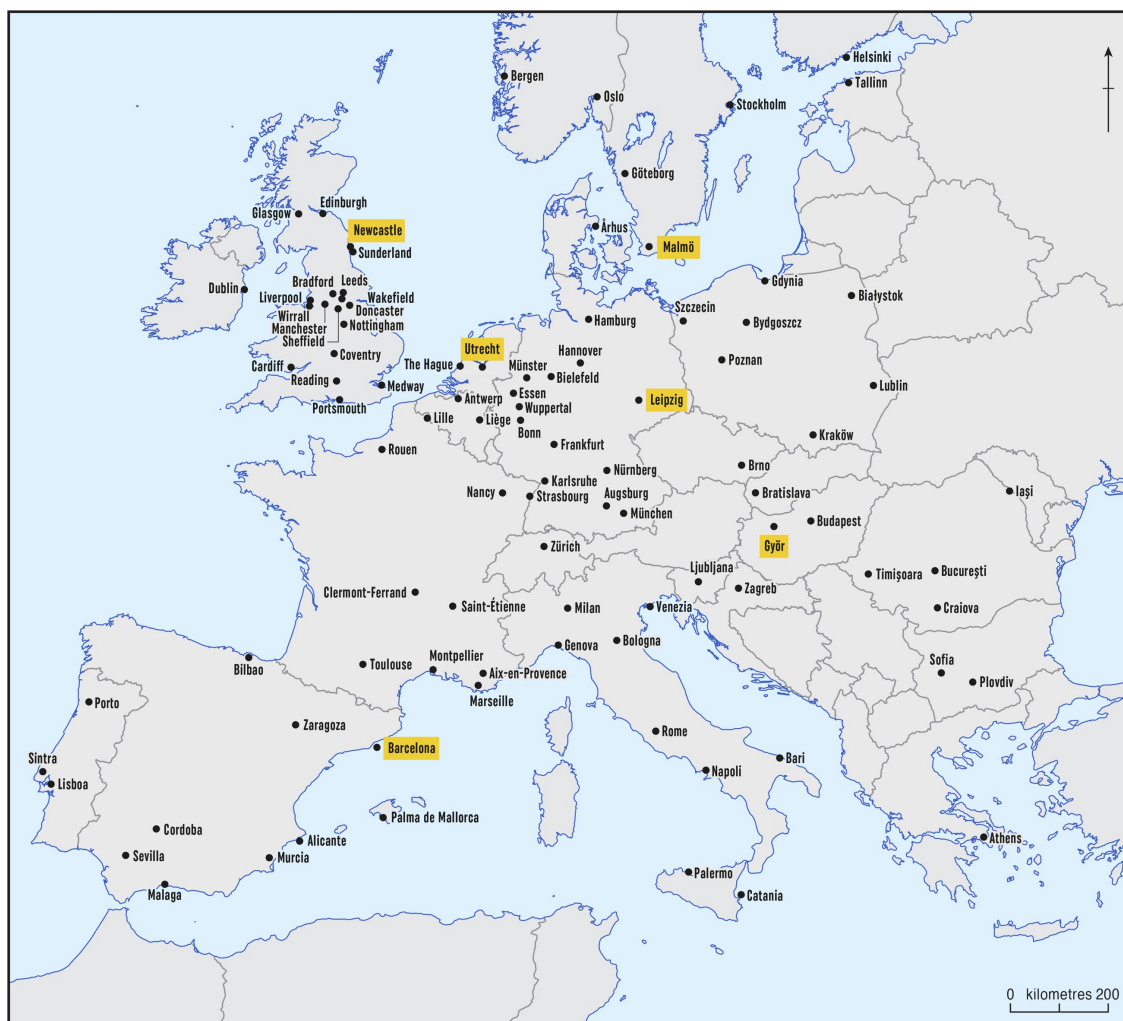 Helsinki
Bergen
Tallinn
Oslo
Stockholm
Göteborg
Edinburgh
Glasgow
Newcastle
Århus
Malmö
Sunderland
Gdynia
Bradford
Leeds
Dublin
Liverpool
Wakefield
Białystok
Wirrall
Doncaster
Szczecin
Manchester
Nottingham
Hamburg
Bydgoszcz
Sheffield
Utrecht
Coventry
Hannover
Poznan
Cardiff
The Hague
Münster
Bielefeld
Reading
Medway
Lublin
Essen
Antwerp
Leipzig
Portsmouth
Wuppertal
Lille
Liège
Bonn
Kraków
Frankfurt
Rouen
Brno
Nürnberg
Karlsruhe
Nancy
Strasbourg
Augsburg
Bratislava
Iaşi
München
Budapest
Zürich
Györ
Ljubljana
Timişoara
Bucureşti
Clermont-Ferrand
Zagreb
Saint-Étienne
Milan
Venezia
Craiova
Genova
Bologna
Montpellier
Sofia
Toulouse
Bilbao
Aix-en-Provence
Plovdiv
Porto
Marseille
Zaragoza
Rome
Barcelona
Sintra
Bari
Napoli
Lisboa
Palma de Mallorca
Cordoba
Athens
Alicante
Sevilla
Murcia
Palermo
Malaga
Catania
0 kilometres 200